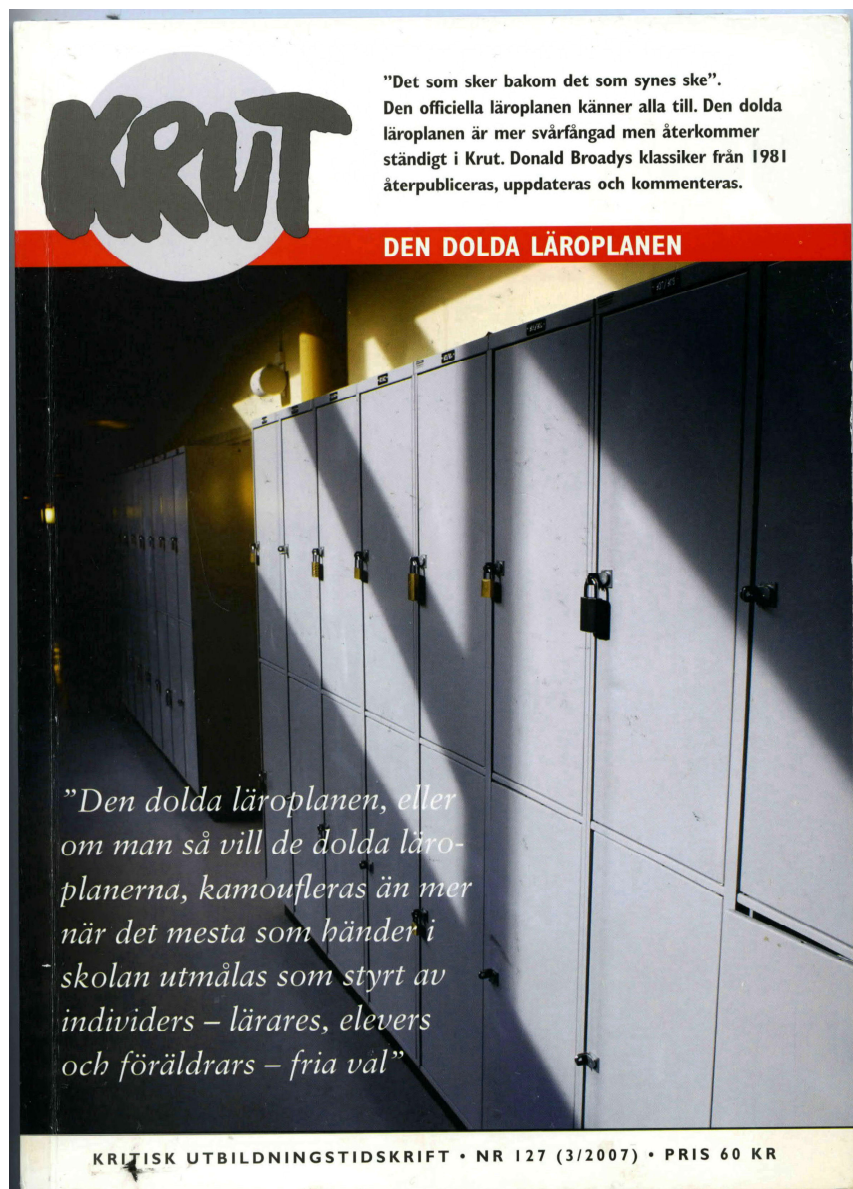 KRUT
"Det som sker bakom det som synes ske".
Den officiella läroplanen känner alla till. Den dolda
läroplanen är mer svårfångad men återkommer
ständigt i Krut. Donald Broadys klassiker från 1981
återpubliceras, uppdateras och kommenteras.
DEN DOLDA LÄROPLANEN
"Den dolda läroplanen, eller
om man så vill de dolda läro-
planerna, kamoufleras än mer
när det mesta som händer i
skolan utmålas som styrt av
individers – lärares, elevers
och föräldrars – fria val"
KRITISK UTBILDNINGSTIDSKRIFT • NR 127 (3/2007) • PRIS 60 KR